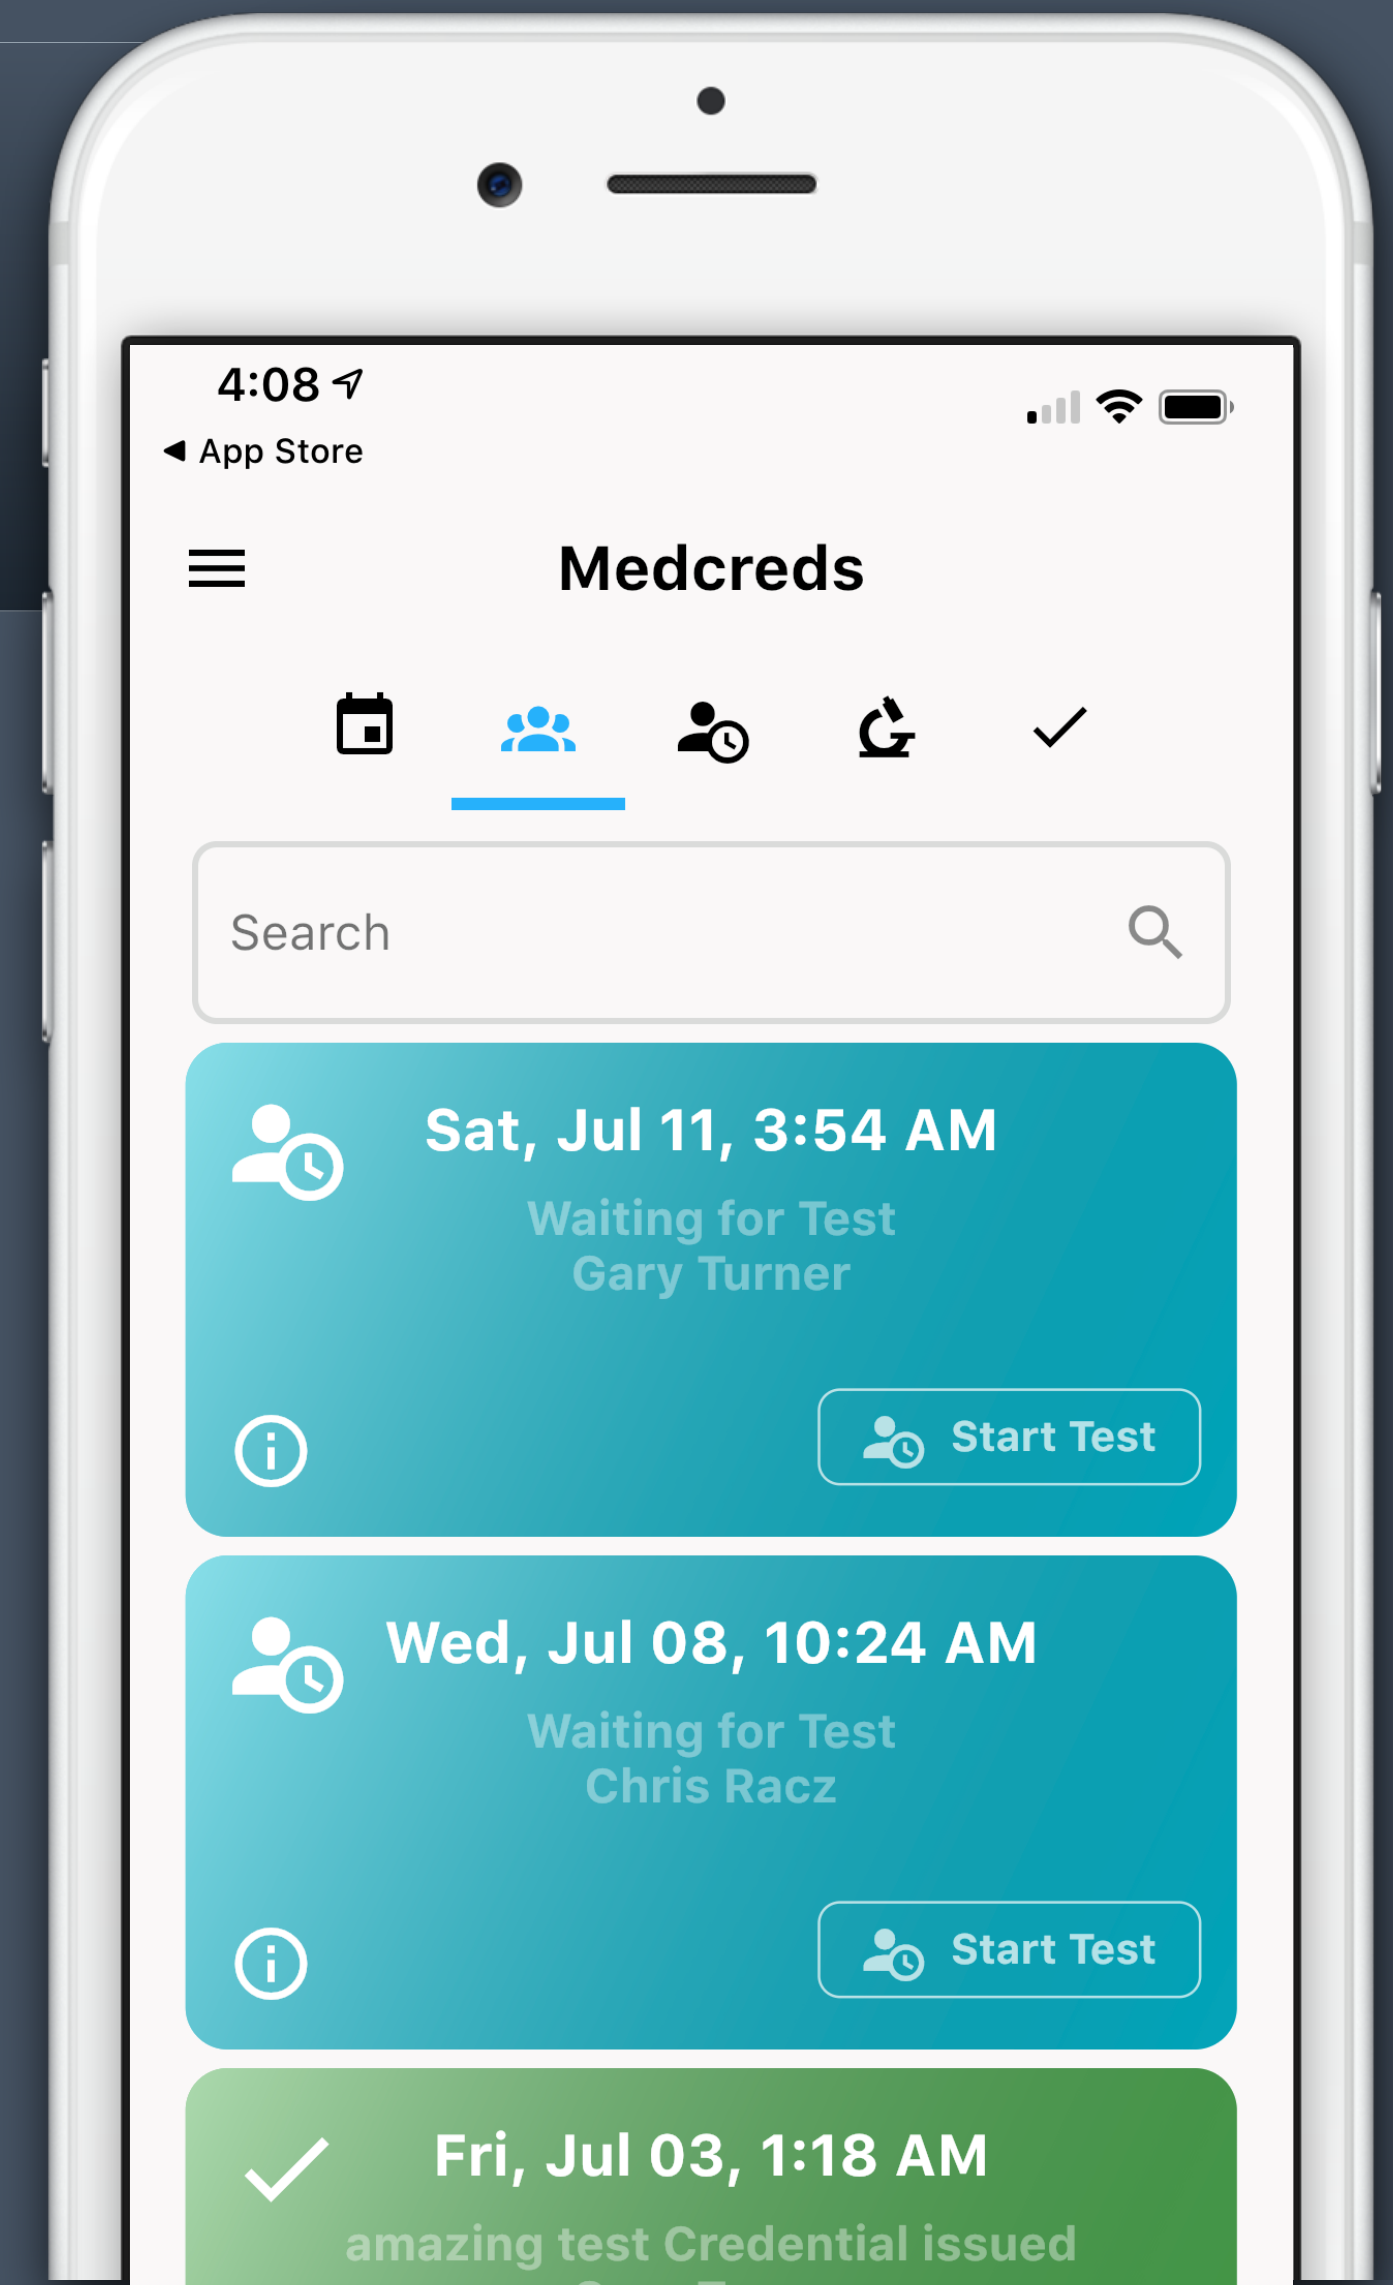 4:08
App Store
Medcreds
Search
Sat, Jul 11, 3:54 AM
Waiting for Test
Gary Turner
Start Test
Wed, Jul 08, 10:24 AM
Waiting for Test
Chris Racz
Start Test
Fri, Jul 03, 1:18 AM
amazing test Credential issued